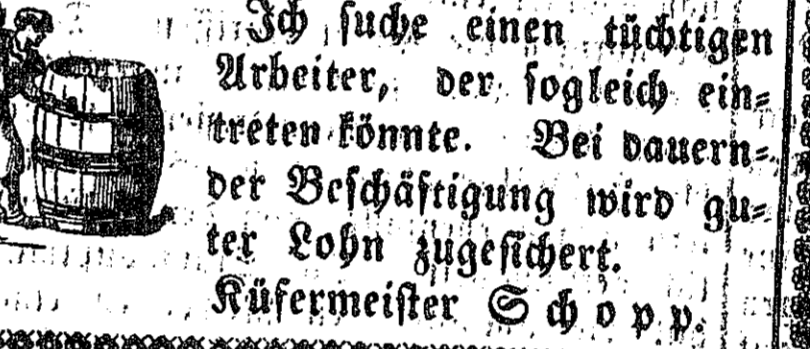 Ich suche einen tüchtigen
Arbeiter, der sogleich ein⸗
treten könnte. Bei dauern⸗
der Beschäftigung wird gu⸗
ter Lohn zugesichert.
Küfermeister Schopp.